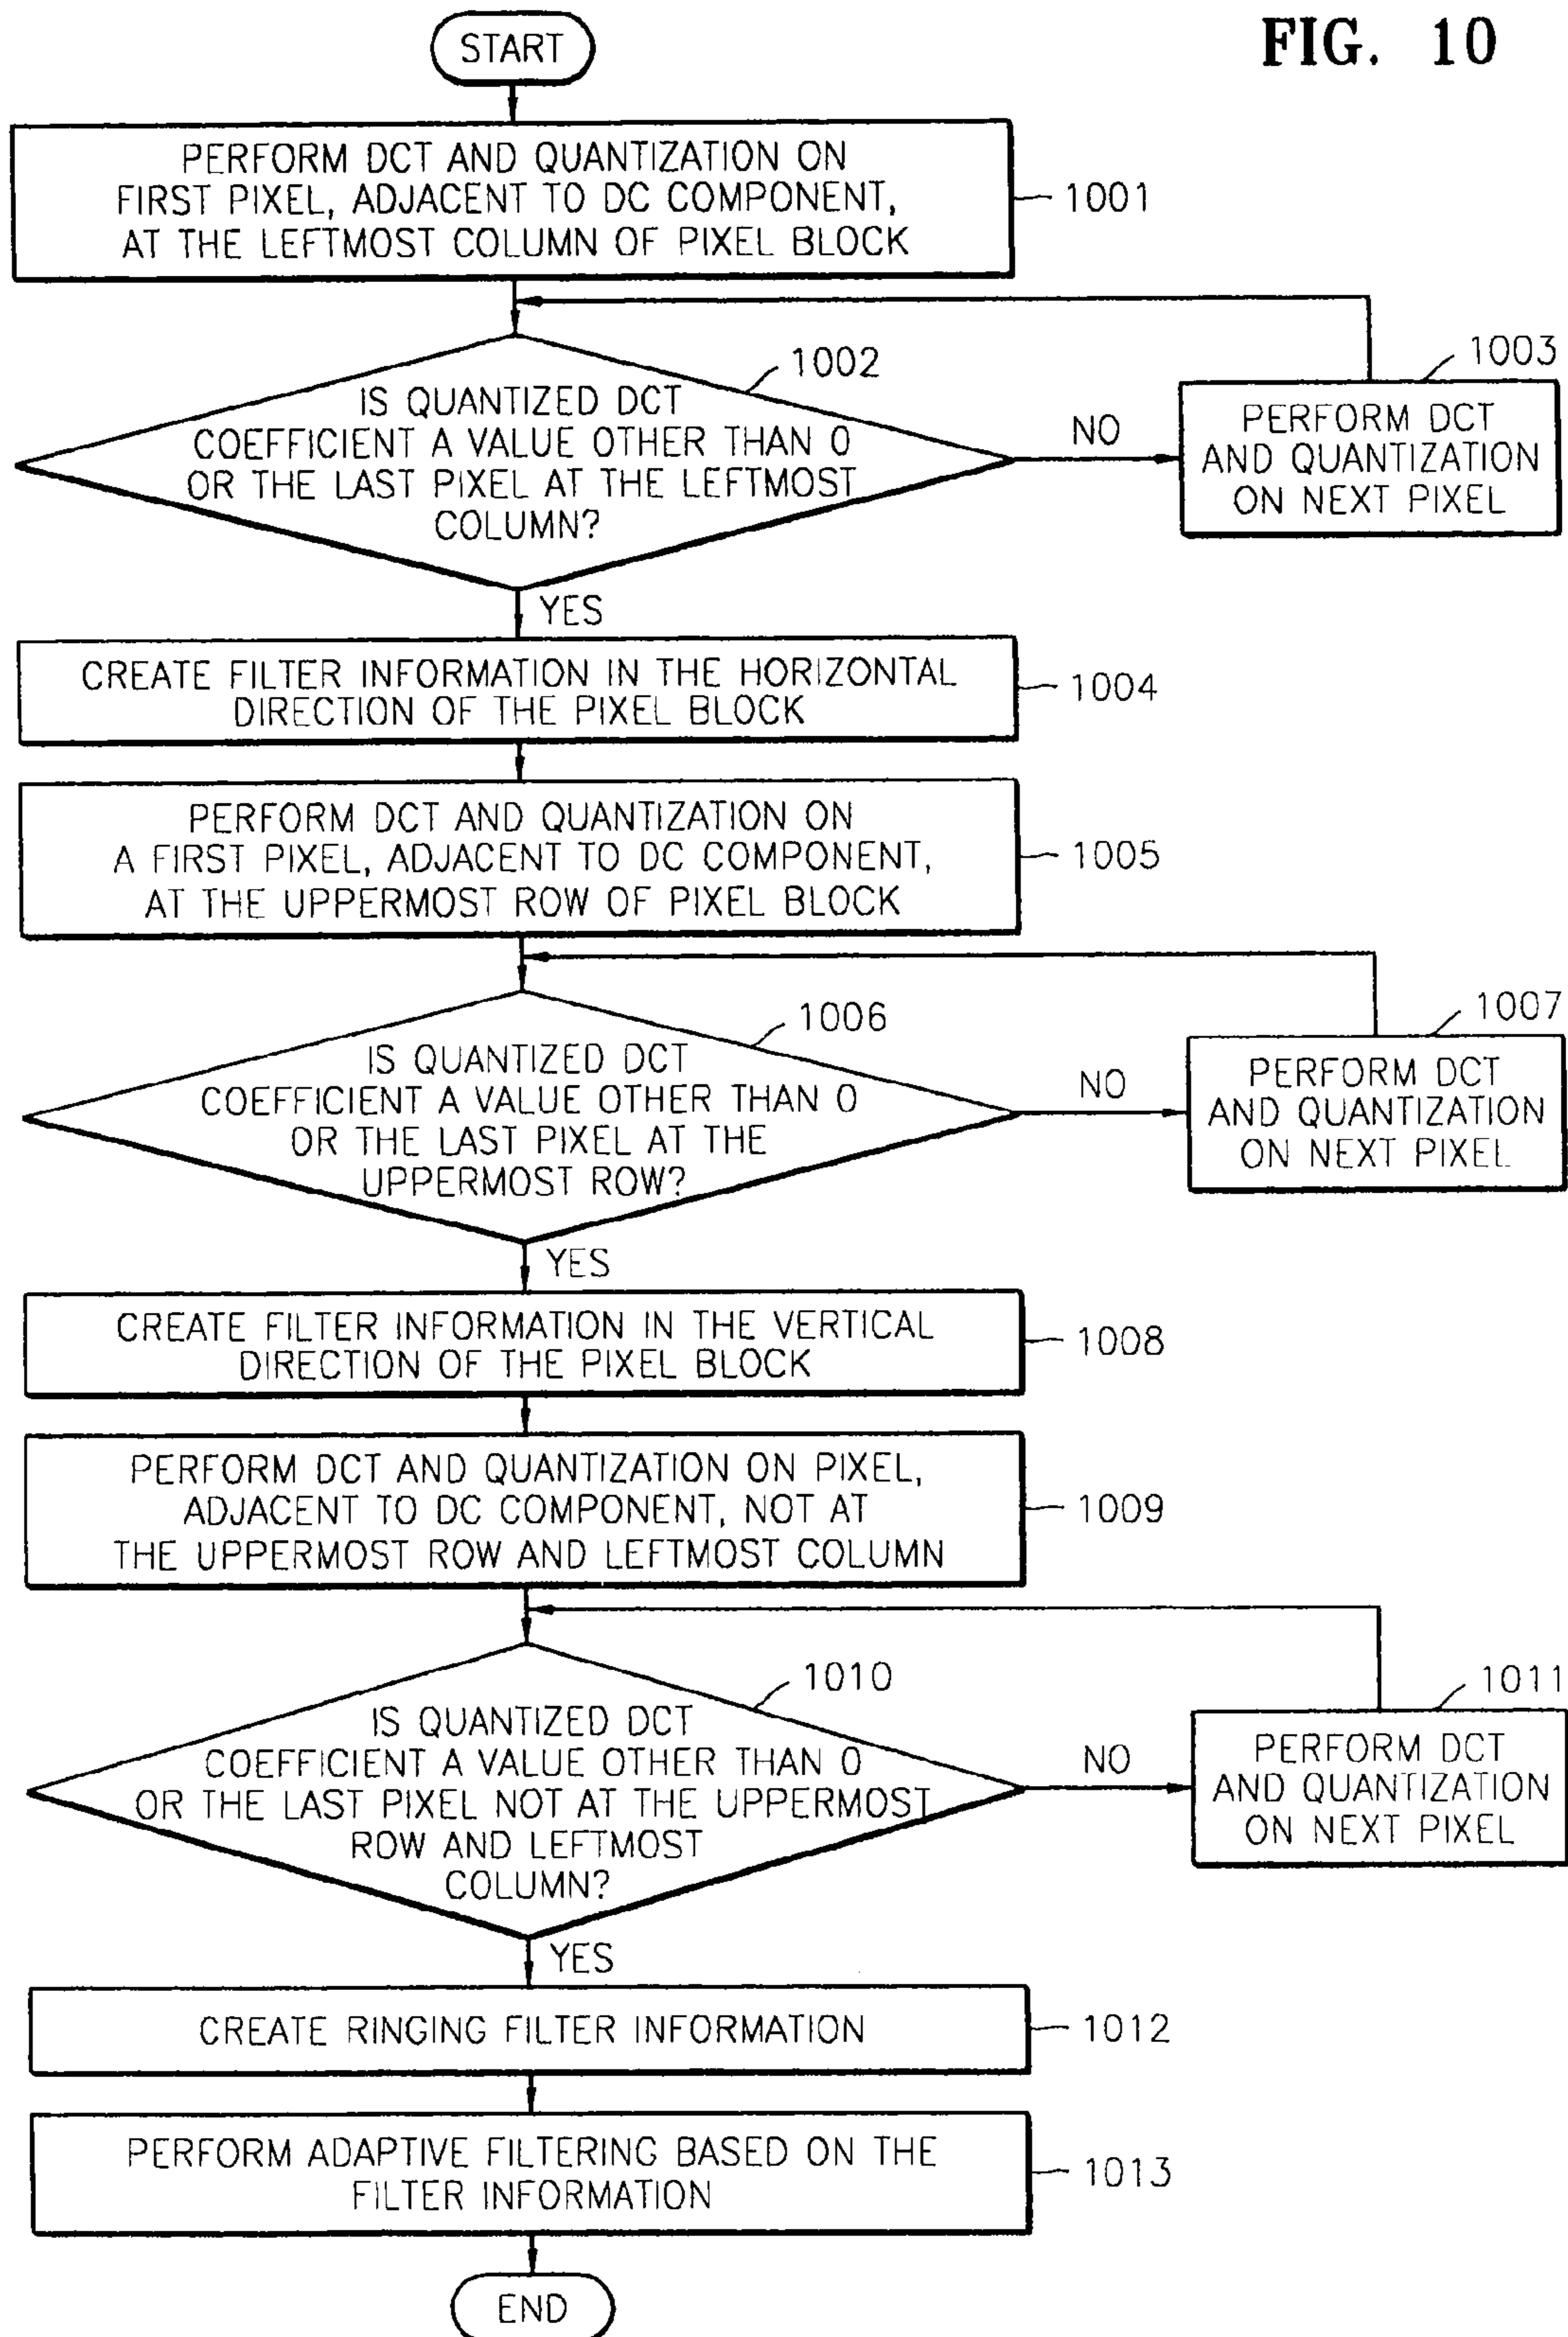 FIG. 10
START
PERFORM DCT AND QUANTIZATION ON
FIRST PIXEL, ADJACENT TO DC COMPONENT,
AT THE LEFTMOST COLUMN OF PIXEL BLOCK
1001
1002
IS QUANTIZED DCT
COEFFICIENT A VALUE OTHER THAN 0
OR THE LAST PIXEL AT THE LEFTMOST
COLUMN?
NO
1003
PERFORM DCT
AND QUANTIZATION
ON NEXT PIXEL
YES
CREATE FILTER INFORMATION IN THE HORIZONTAL
DIRECTION OF THE PIXEL BLOCK
1004
PERFORM DCT AND QUANTIZATION ON
A FIRST PIXEL, ADJACENT TO DC COMPONENT,
AT THE UPPERMOST ROW OF PIXEL BLOCK
1005
1006
IS QUANTIZED DCT
COEFFICIENT A VALUE OTHER THAN 0
OR THE LAST PIXEL AT THE
UPPERMOST ROW?
NO
1007
PERFORM DCT
AND QUANTIZATION
ON NEXT PIXEL
YES
CREATE FILTER INFORMATION IN THE VERTICAL
DIRECTION OF THE PIXEL BLOCK
1008
PERFORM DCT AND QUANTIZATION ON PIXEL,
ADJACENT TO DC COMPONENT, NOT AT
THE UPPERMOST ROW AND LEFTMOST COLUMN
1009
1010
IS QUANTIZED DCT
COEFFICIENT A VALUE OTHER THAN 0
OR THE LAST PIXEL NOT AT THE UPPERMOST
ROW AND LEFTMOST
COLUMN?
NO
1011
PERFORM DCT
AND QUANTIZATION
ON NEXT PIXEL
YES
CREATE RINGING FILTER INFORMATION
1012
PERFORM ADAPTIVE FILTERING BASED ON THE
FILTER INFORMATION
1013
END